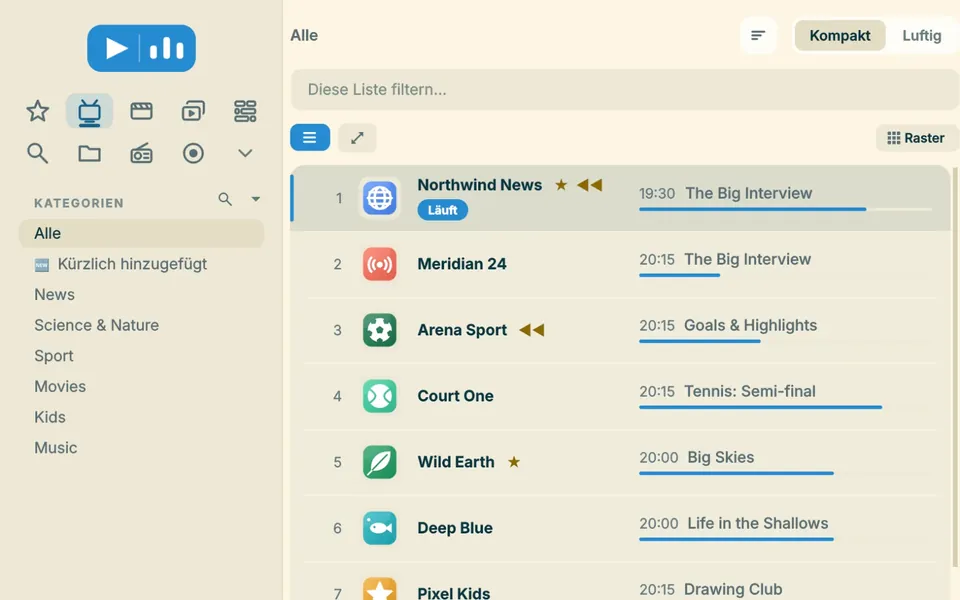 Alle
Kompakt
Luftig
Diese Liste filtern...
Raster
KATEGORIEN
Alle
Kürzlich hinzugefügt
News
Science & Nature
Sport
Movies
Kids
Music
1 Northwind News 19:30 The Big Interview
Läuft
2 Meridian 24 20:15 The Big Interview
3 Arena Sport 20:15 Goals & Highlights
4 Court One 20:15 Tennis: Semi-final
5 Wild Earth 20:00 Big Skies
6 Deep Blue 20:00 Life in the Shallows
7 Pixel Kids 20:15 Drawing Club